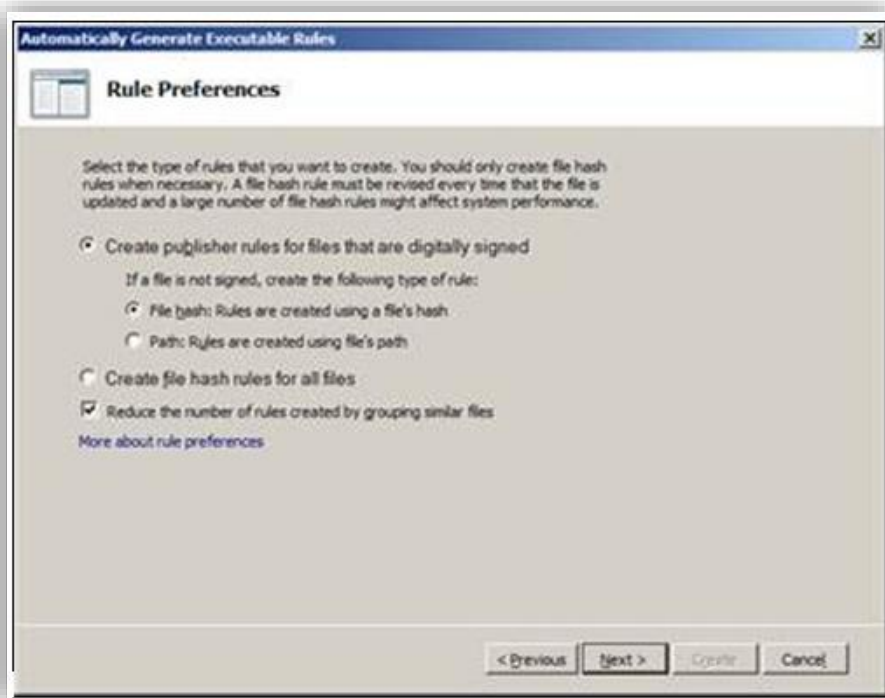 Automatically Generate Executable Rules
Rule Preferences
Select the type of rules that you want to create. You should only create file hash
rules when necessary. A file hash rule must be revised every time that the file is
updated and a large number of file hash rules might affect system performance.
Create publisher rules for files that are digitally signed
If a file is not signed, create the following type of rule:
File hash: Rules are created using a file's hash
Path: Rules are created using file's path
Create file hash rules for all files
Reduce the number of rules created by grouping similar files
More about rule preferences
< Previous Next > Create Cancel